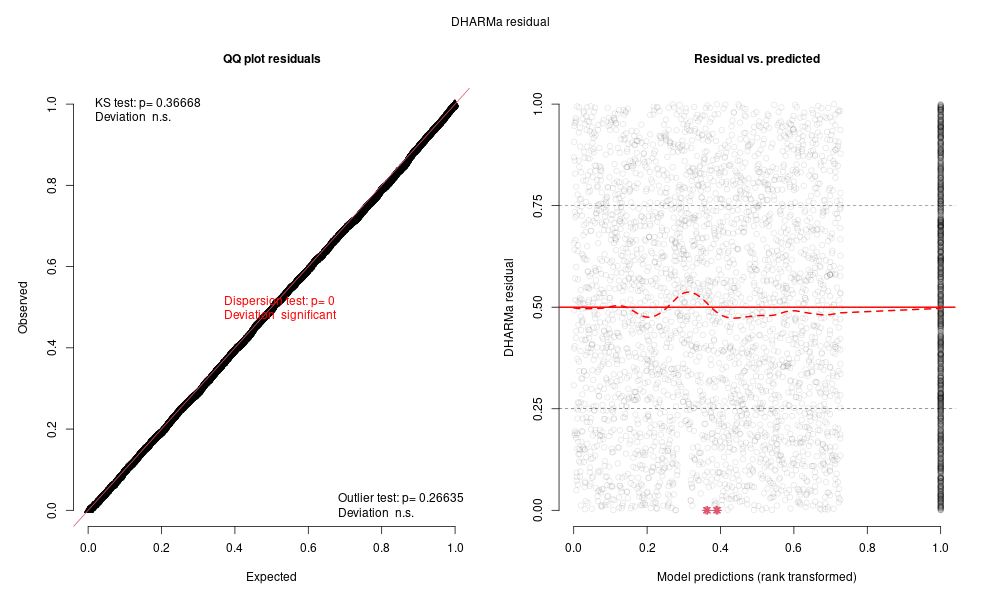 DHARMa residual
QQ plot residuals
KS test: p= 0.36668
Deviation n.s.
Dispersion test: p= 0
Deviation significant
Outlier test: p= 0.26635
Deviation n.s.
Observed
0.0 0.2 0.4 0.6 0.8 1.0
0.0 0.2 0.4 0.6 0.8 1.0
Expected
Residual vs. predicted
DHARMa residual
0.00 0.25 0.50 0.75 1.00
0.0 0.2 0.4 0.6 0.8 1.0
Model predictions (rank transformed)